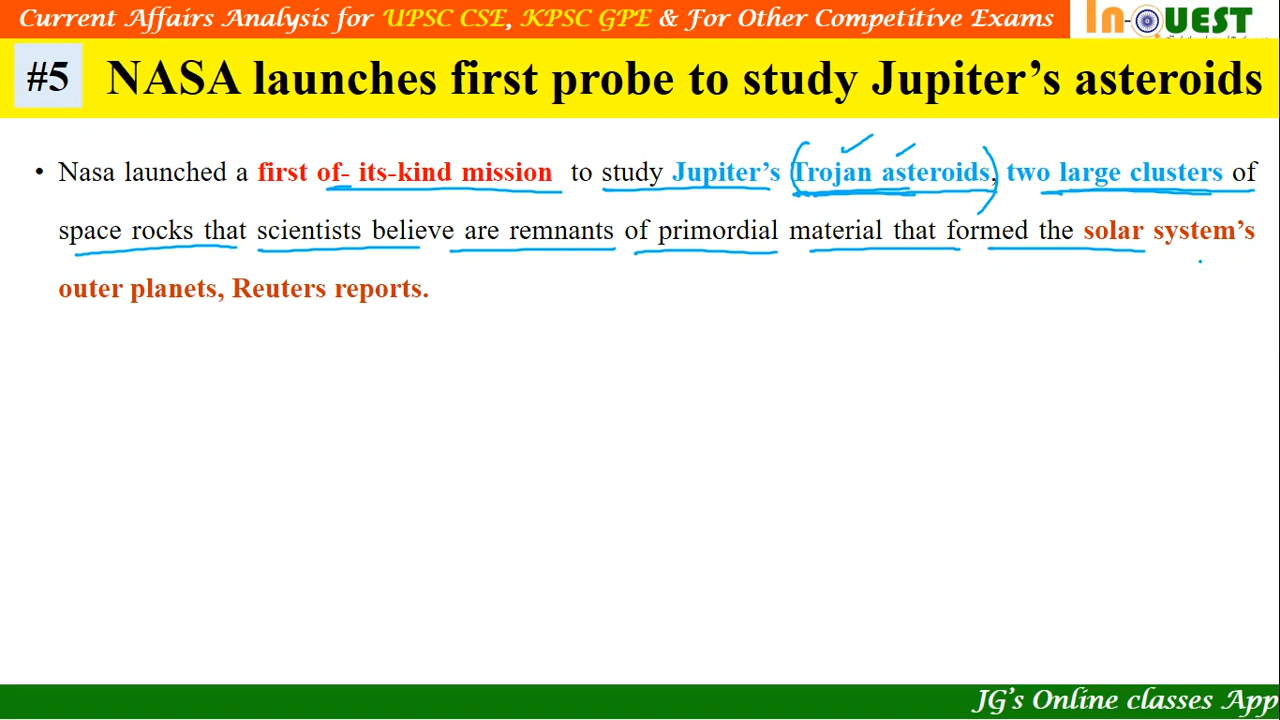 Current Affairs Analysis for UPSC CSE, KPSC GPE & For Other Competitive Exams
In-QUEST
#5 NASA launches first probe to study Jupiter’s asteroids
• Nasa launched a first of- its-kind mission to study Jupiter’s Trojan asteroids, two large clusters of
space rocks that scientists believe are remnants of primordial material that formed the solar system’s
outer planets, Reuters reports.
JG’s Online classes App